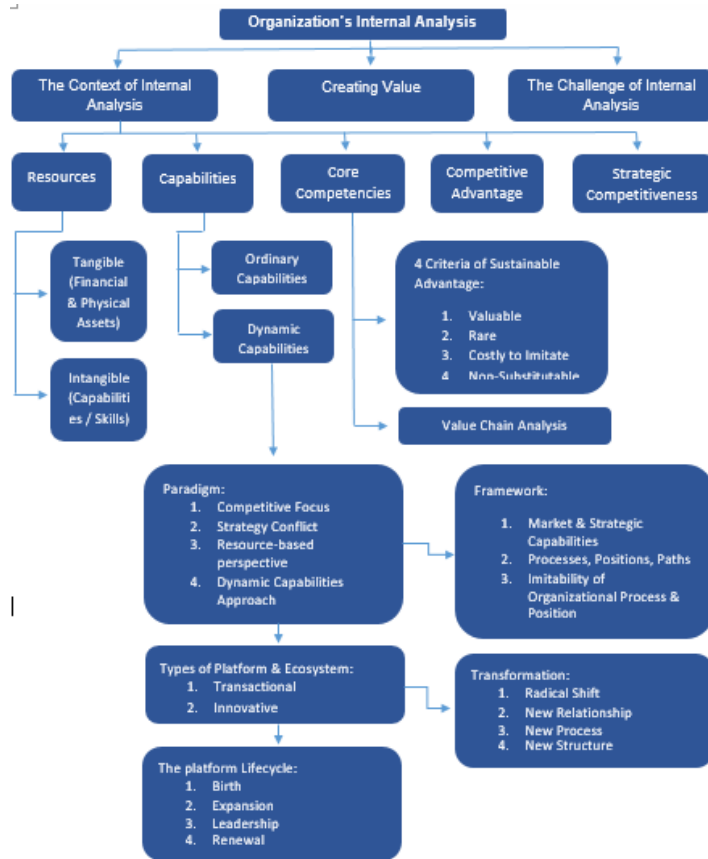 Organization's Internal Analysis
The Context of Internal
Analysis
Creating Value
The Challenge of Internal
Analysis
Resources
Capabilities
Core
Competencies
Competitive
Advantage
Strategic
Competitiveness
Tangible
(Financial
& Physical
Assets)
Intangible
(Capabiliti
es / Skills)
Ordinary
Capabilities
Dynamic
Capabilities
4 Criteria of Sustainable
Advantage:
1. Valuable
2. Rare
3. Costly to Imitate
4 Non-Substitutable
Value Chain Analysis
Paradigm:
1. Competitive Focus
2. Strategy Conflict
3. Resource-based
perspective
4. Dynamic Capabilities
Approach
Framework:
1. Market & Strategic
Capabilities
2. Processes, Positions, Paths
3. Imitability of
Organizational Process &
Position
Types of Platform & Ecosystem:
1. Transactional
2. Innovative
Transformation:
1. Radical Shift
2. New Relationship
3. New Process
4. New Structure
The platform Lifecycle:
1. Birth
2. Expansion
3. Leadership
4. Renewal